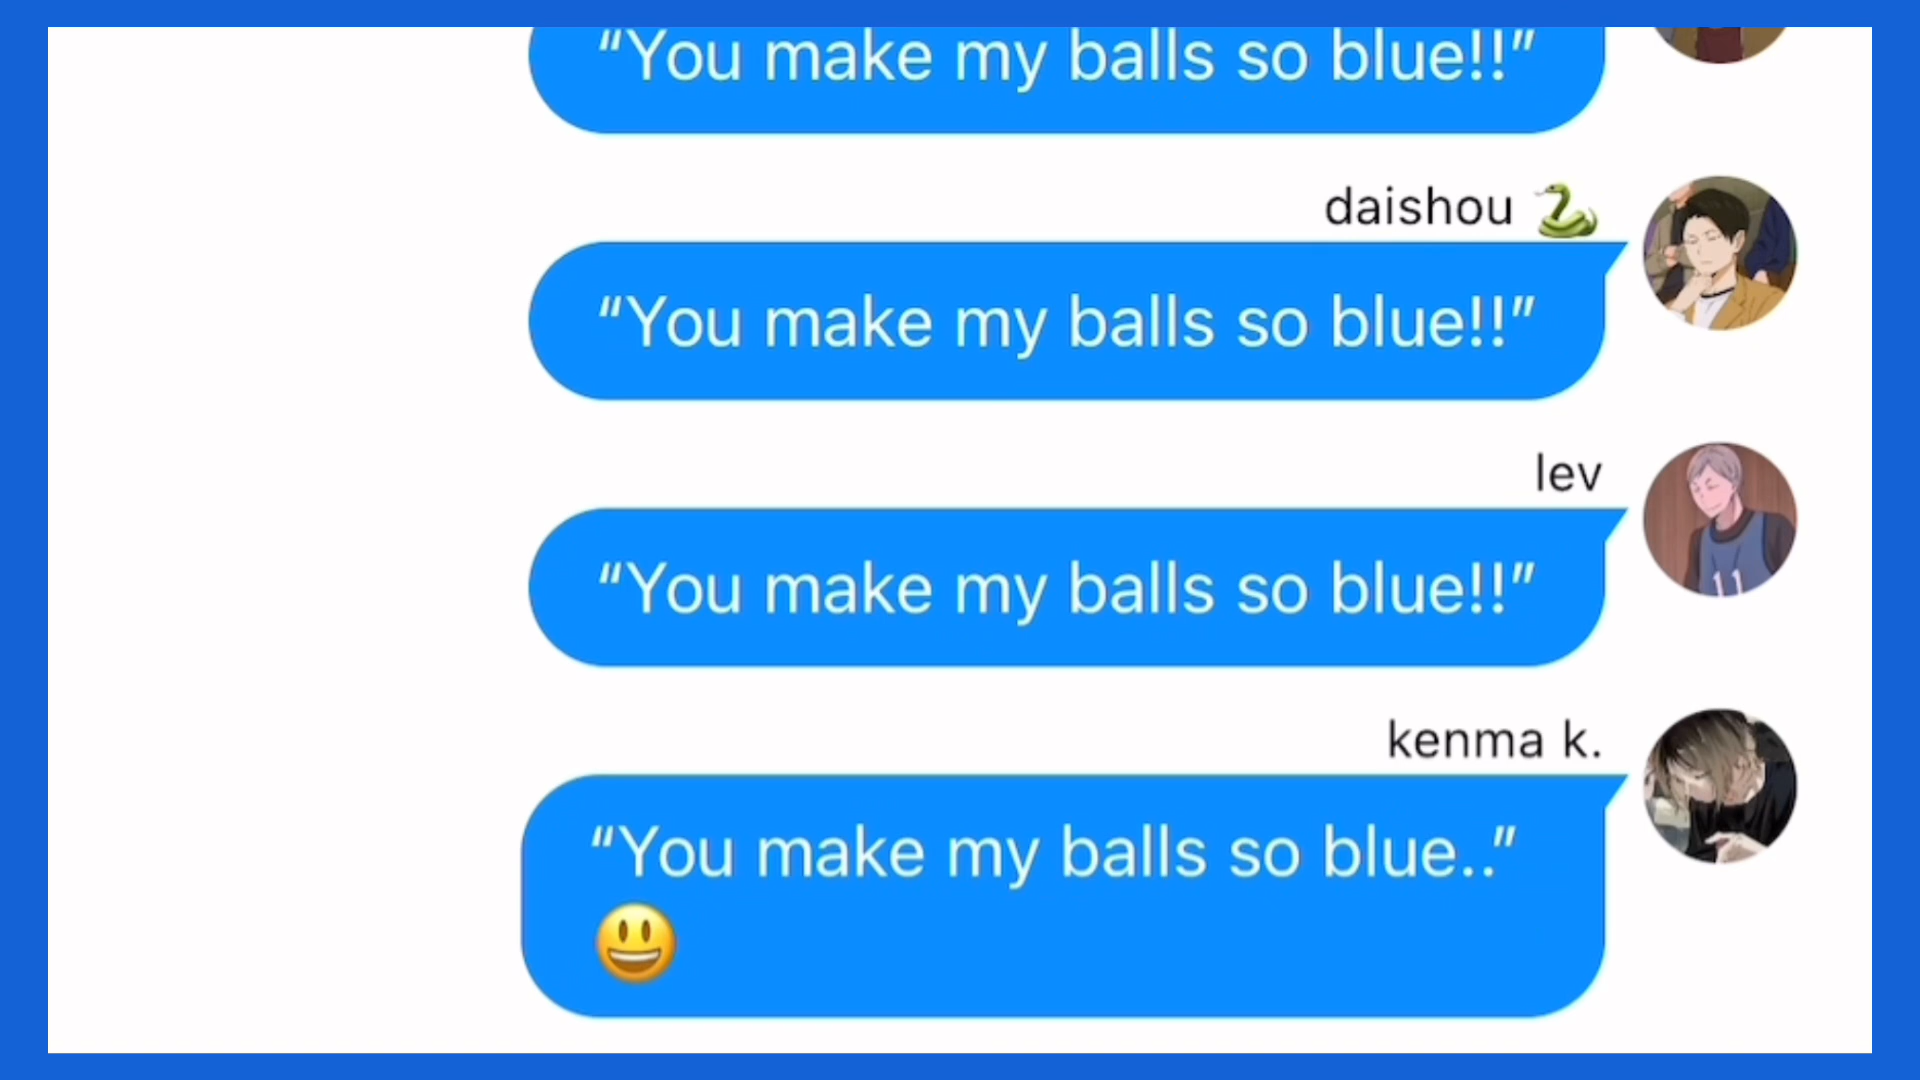 “You make my balls so blue!!”
daishou 🐍
“You make my balls so blue!!”
lev
“You make my balls so blue!!”
kenma k.
“You make my balls so blue..”
😃
11